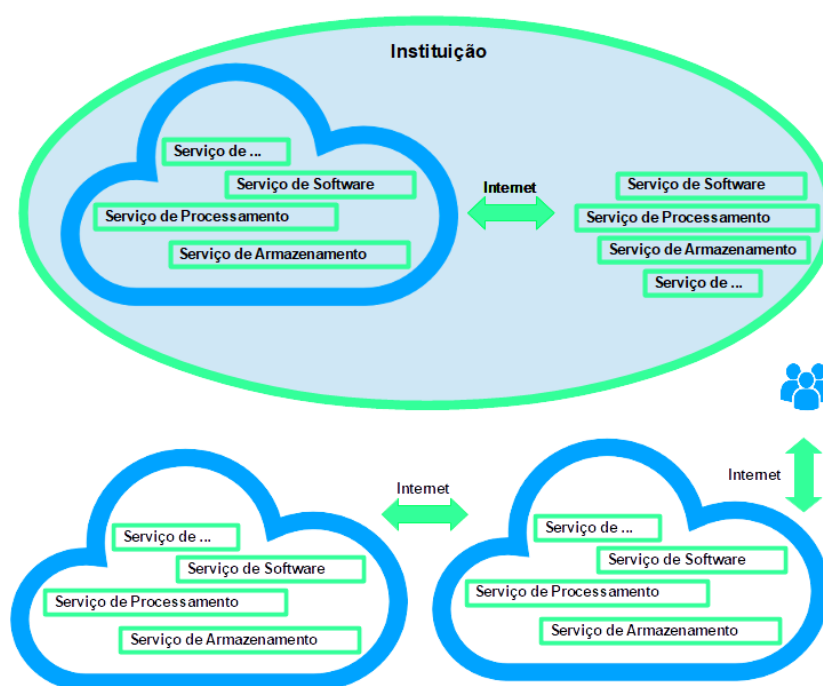 Instituição
Serviço de ...
Serviço de Software
Serviço de Processamento
Serviço de Armazenamento
Internet
Serviço de Software
Serviço de Processamento
Serviço de Armazenamento
Serviço de ...
Internet
Internet
Serviço de ...
Serviço de Software
Serviço de Processamento
Serviço de Armazenamento
Serviço de ...
Serviço de Software
Serviço de Processamento
Serviço de Armazenamento